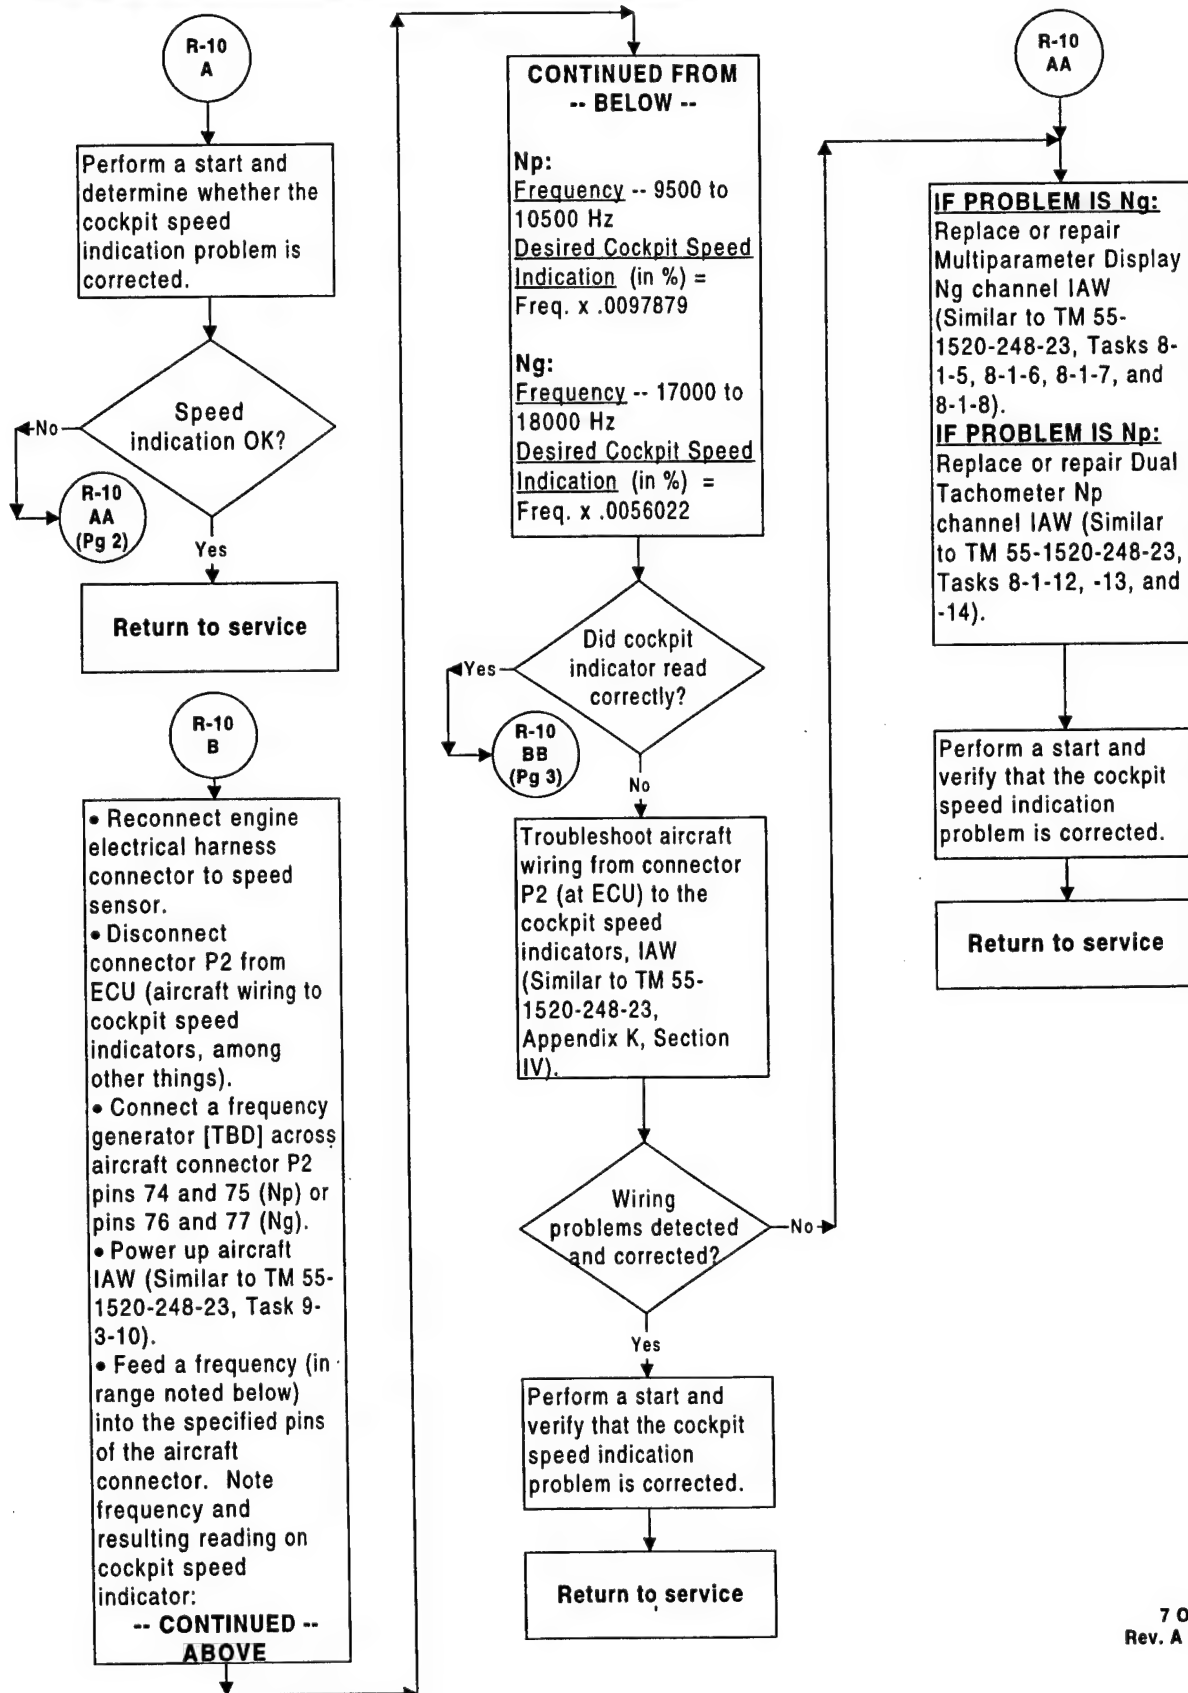 R-10
A
Perform a start and
determine whether the
cockpit speed
indication problem is
corrected.
Speed
indication OK?
No
R-10
AA
(Pg 2)
Yes
Return to service
R-10
B
• Reconnect engine
electrical harness
connector to speed
sensor.
• Disconnect
connector P2 from
ECU (aircraft wiring to
cockpit speed
indicators, among
other things).
• Connect a frequency
generator [TBD] across
aircraft connector P2
pins 74 and 75 (Np) or
pins 76 and 77 (Ng).
• Power up aircraft
IAW (Similar to TM 55-
1520-248-23, Task 9-
3-10).
• Feed a frequency (in
range noted below)
into the specified pins
of the aircraft
connector. Note
frequency and
resulting reading on
cockpit speed
indicator:
-- CONTINUED --
ABOVE
CONTINUED FROM
-- BELOW --
Np:
Frequency -- 9500 to
10500 Hz
Desired Cockpit Speed
Indication (in %) =
Freq. x .0097879
Ng:
Frequency -- 17000 to
18000 Hz
Desired Cockpit Speed
Indication (in %) =
Freq. x .0056022
Did cockpit
indicator read
correctly?
Yes
R-10
BB
(Pg 3)
No
Troubleshoot aircraft
wiring from connector
P2 (at ECU) to the
cockpit speed
indicators, IAW
(Similar to TM 55-
1520-248-23,
Appendix K, Section
IV).
Wiring
problems detected
and corrected?
No
Yes
Perform a start and
verify that the cockpit
speed indication
problem is corrected.
Return to service
R-10
AA
IF PROBLEM IS Ng:
Replace or repair
Multiparameter Display
Ng channel IAW
(Similar to TM 55-
1520-248-23, Tasks 8-
1-5, 8-1-6, 8-1-7, and
8-1-8).
IF PROBLEM IS Np:
Replace or repair Dual
Tachometer Np
channel IAW (Similar
to TM 55-1520-248-23,
Tasks 8-1-12, -13, and
-14).
Perform a start and
verify that the cockpit
speed indication
problem is corrected.
Return to service
7 O
Rev. A